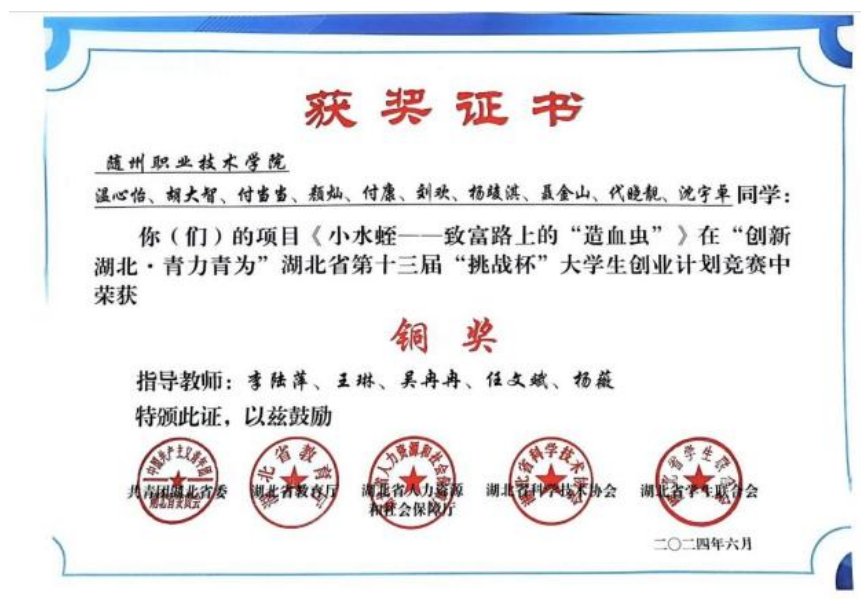 获奖证书
随州职业技术学院
温心怡、胡大智、付当当、颜灿、付康、刘欢、杨陵淇、聂金山、代晓靓、沈宇卓同学：
你（们）的项目《小水蛭——致富路上的“造血虫”》在“创新
湖北·青力青为”湖北省第十三届“挑战杯”大学生创业计划竞赛中
荣获
铜奖
指导教师：李陆萍、王琳、吴冉冉、任文斌、杨薇
特颁此证，以兹鼓励
共青团湖北省委 湖北省教育厅 湖北省人力资源 湖北省科学技术协会 湖北省学生联合会
和社会保障厅
二〇二四年六月